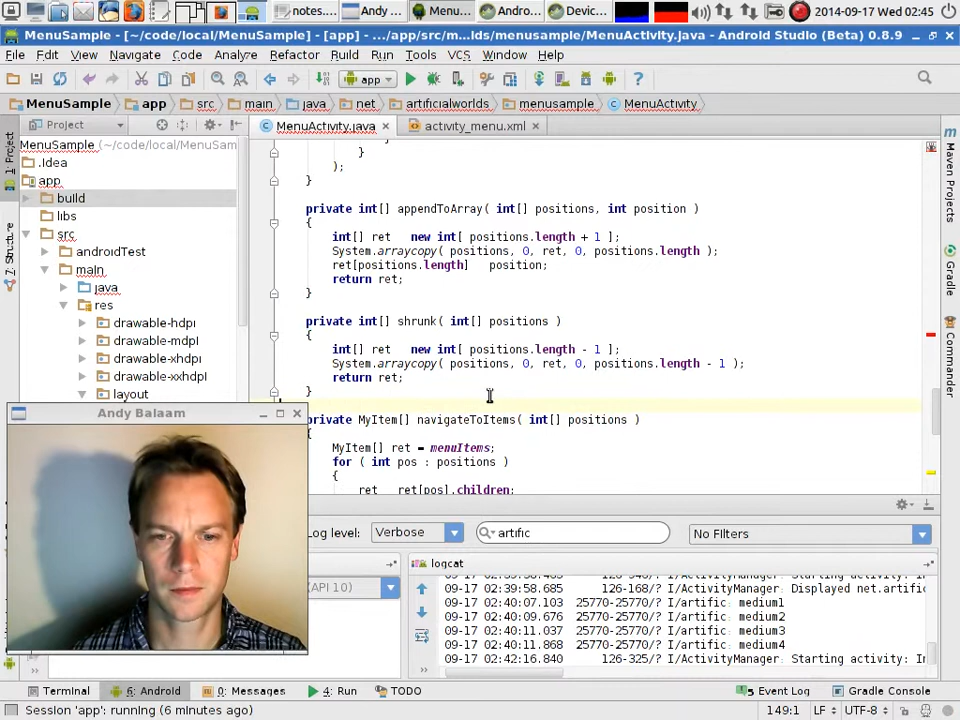 notes....
Andy ...
Menu...
Andro...
Devic...
2014-09-17 Wed 02:45
MenuSample - [~/code/local/MenuSample] - [app] - .../app/src/m...ids/menusample/MenuActivity.java - Android Studio (Beta) 0.8.9
File Edit View Navigate Code Analyze Refactor Build Run Tools VCS Window Help
app
MenuSample app src main java net artificialworlds menusample MenuActivity
1: Project
7: Structure
Project
MenuActivity.java
activity_menu.xml
MenuSample (~/code/local/MenuSam
.idea
app
build
libs
src
androidTest
main
java
res
drawable-hdpi
drawable-mdpi
drawable-xhdpi
drawable-xxhdpi
layout
}
);
}
private int[] appendToArray( int[] positions, int position )
{
int[] ret new int[ positions.length + 1 ];
System.arraycopy( positions, 0, ret, 0, positions.length );
ret[positions.length] position;
return ret;
}
private int[] shrunk( int[] positions )
{
int[] ret new int[ positions.length - 1 ];
System.arraycopy( positions, 0, ret, 0, positions.length - 1 );
return ret;
}
private MyItem[] navigateToItems( int[] positions )
{
MyItem[] ret = menuItems;
for ( int pos : positions )
{
ret ret[pos].children;
Maven Projects
Gradle
Commander
Andy Balaam
Log level: Verbose
artific
No Filters
(API 10)
logcat
09-17 02:39:58.685 126-168/? I/ActivityManager: Displayed net.artific
09-17 02:40:07.103 25770-25770/? I/artific: medium1
09-17 02:40:09.676 25770-25770/? I/artific: medium2
09-17 02:40:11.037 25770-25770/? I/artific: medium3
09-17 02:40:11.868 25770-25770/? I/artific: medium4
09-17 02:42:16.840 126-325/? I/ActivityManager: Starting activity: In
Terminal 6: Android 0: Messages 4: Run TODO Event Log Gradle Console
Session 'app': running (6 minutes ago)
149:1 LF UTF-8